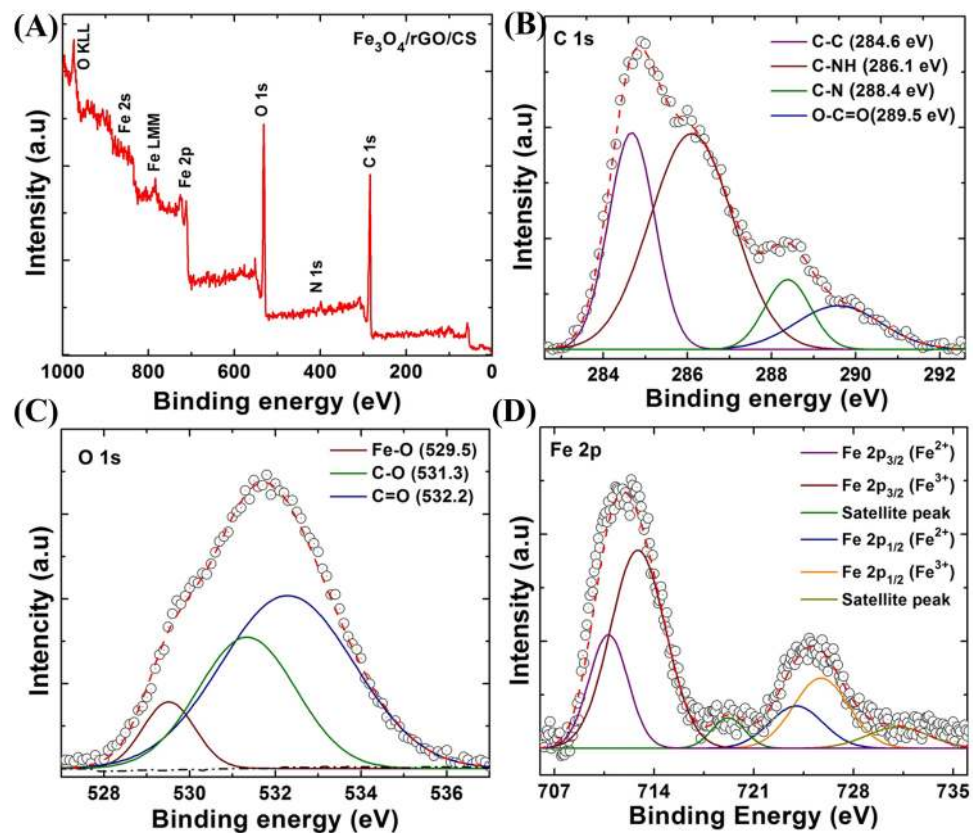 (A)
Fe₃O₄/rGO/CS
O KLL
Fe 2s
Fe LMM
Fe 2p
O 1s
N 1s
C 1s
Intensity (a.u)
1000 800 600 400 200 0
Binding energy (eV)
(B)
C 1s
C-C (284.6 eV)
C-NH (286.1 eV)
C-N (288.4 eV)
O-C=O(289.5 eV)
Intensity (a.u)
284 286 288 290 292
Binding energy (eV)
(C)
O 1s
Fe-O (529.5)
C-O (531.3)
C=O (532.2)
Intencity (a.u)
528 530 532 534 536
Binding energy (eV)
(D)
Fe 2p
Fe 2p₃/₂ (Fe²⁺)
Fe 2p₃/₂ (Fe³⁺)
Satellite peak
Fe 2p₁/₂ (Fe²⁺)
Fe 2p₁/₂ (Fe³⁺)
Satellite peak
Intensity (a.u)
707 714 721 728 735
Binding Energy (eV)